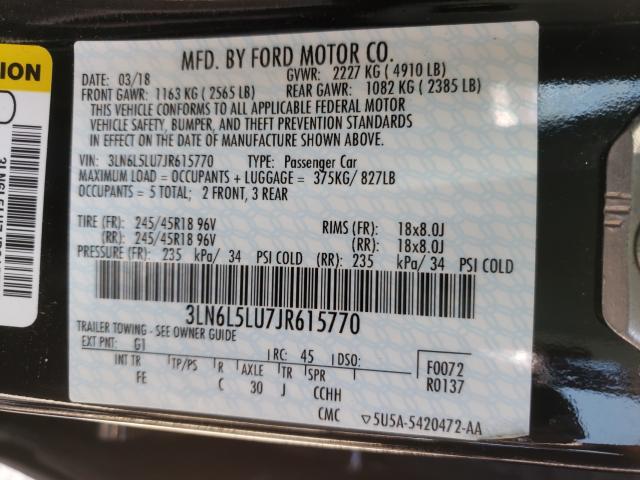 ION
MFD. BY FORD MOTOR CO.
DATE: 03/18 GVWR: 2227 KG ( 4910 LB)
FRONT GAWR: 1163 KG ( 2565 LB) REAR GAWR: 1082 KG ( 2385 LB)
THIS VEHICLE CONFORMS TO ALL APPLICABLE FEDERAL MOTOR
VEHICLE SAFETY, BUMPER, AND THEFT PREVENTION STANDARDS
IN EFFECT ON THE DATE OF MANUFACTURE SHOWN ABOVE.
VIN: 3LN6L5LU7JR615770 TYPE: Passenger Car
MAXIMUM LOAD = OCCUPANTS + LUGGAGE = 375KG/ 827LB
OCCUPANTS = 5 TOTAL; 2 FRONT, 3 REAR
TIRE (FR): 245/45R18 96V RIMS (FR): 18x8.0J
(RR): 245/45R18 96V (RR): 18x8.0J
PRESSURE (FR): 235 kPa/ 34 PSI COLD (RR): 235 kPa/ 34 PSI COLD
3LN6L5LU7JR615770
TRAILER TOWING - SEE OWNER GUIDE
EXT PNT: G1 RC: 45 DSO: F0072
INT TR TP/PS R AXLE TR SPR R0137
FE C 30 J CCHH
CMC ▽5U5A-5420472-AA